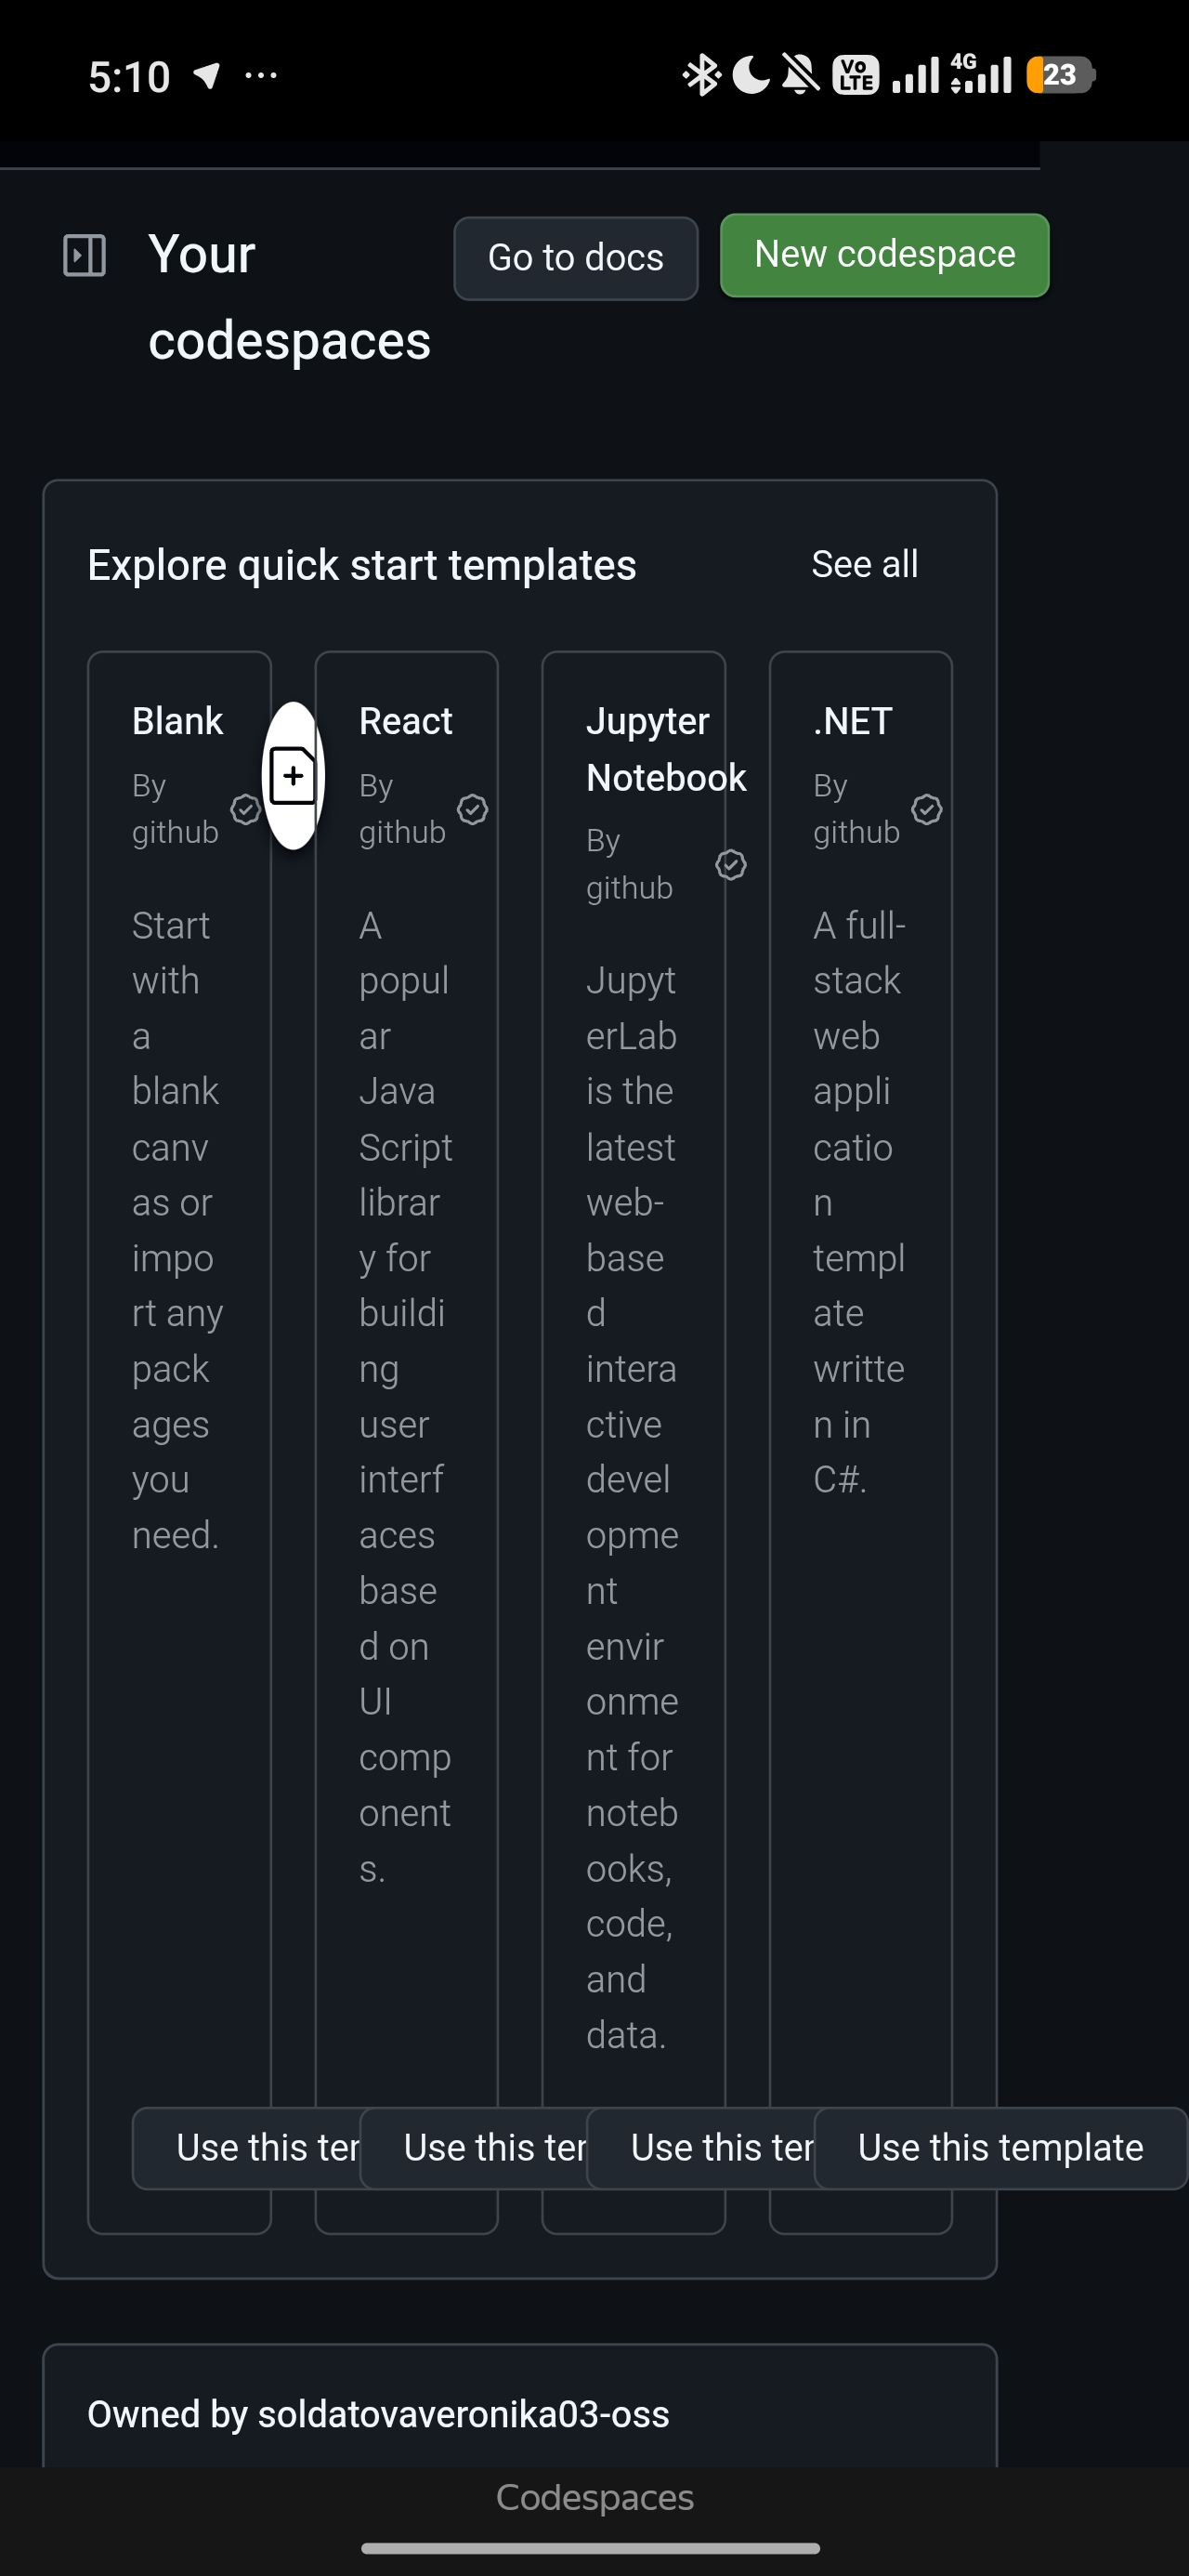 5:10
Vo LTE
4G
23
Your codespaces
Go to docs
New codespace
Explore quick start templates
See all
Blank
By
github
Start
with
a
blank
canv
as or
impo
rt any
pack
ages
you
need.
Use this ter
React
By
github
A
popul
ar
Java
Script
librar
y for
buildi
ng
user
interf
aces
base
d on
UI
comp
onent
s.
Use this ter
Jupyter
Notebook
By
github
Jupyt
erLab
is the
latest
web-
base
d
intera
ctive
devel
opme
nt
envir
onme
nt for
noteb
ooks,
code,
and
data.
Use this ter
.NET
By
github
A full-
stack
web
appli
catio
n
templ
ate
writte
n in
C#.
Use this template
Owned by soldatovaveronika03-oss
Codespaces